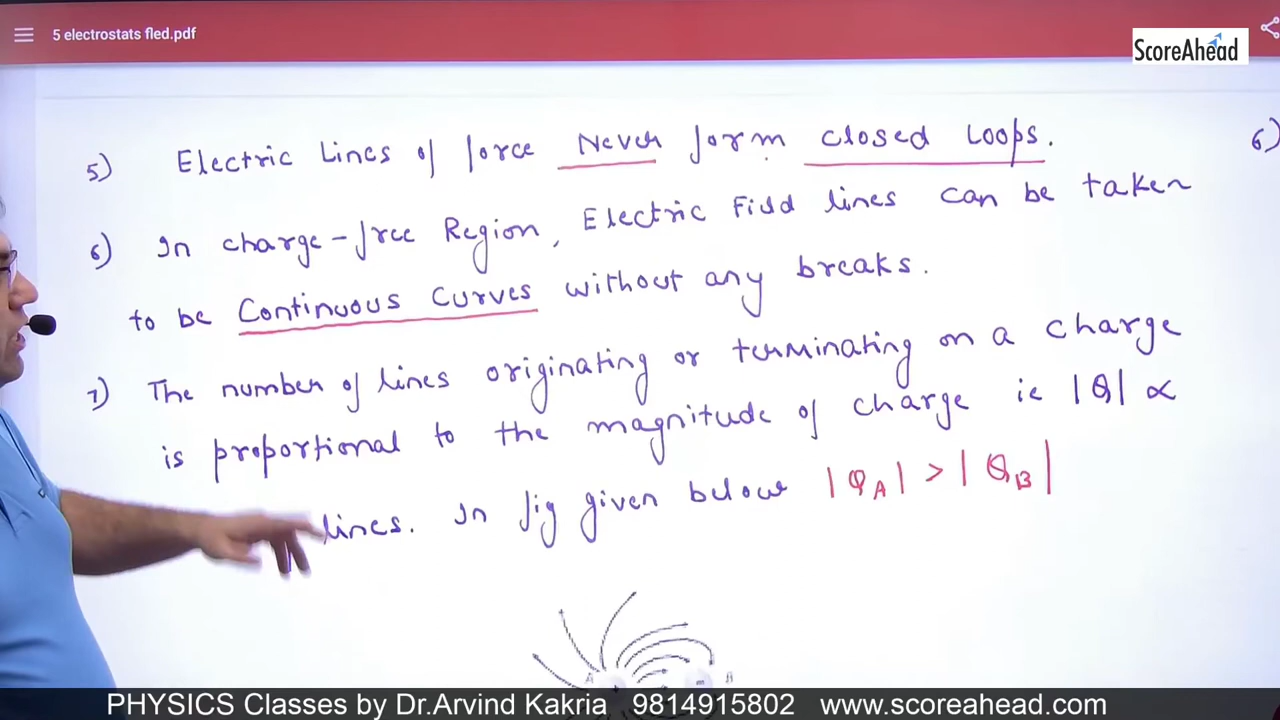 5 electrostats fled.pdf
ScoreAhead
5) Electric Lines of force Never form closed Loops.
6)
6) In charge-free Region, Electric Field lines can be taken
to be Continuous Curves without any breaks.
7) The number of lines originating or terminating on a charge
is proportional to the magnitude of charge ie |Q| ∝
lines. In fig given below |QA| > |QB|
A B
PHYSICS Classes by Dr.Arvind Kakria 9814915802 www.scoreahead.com